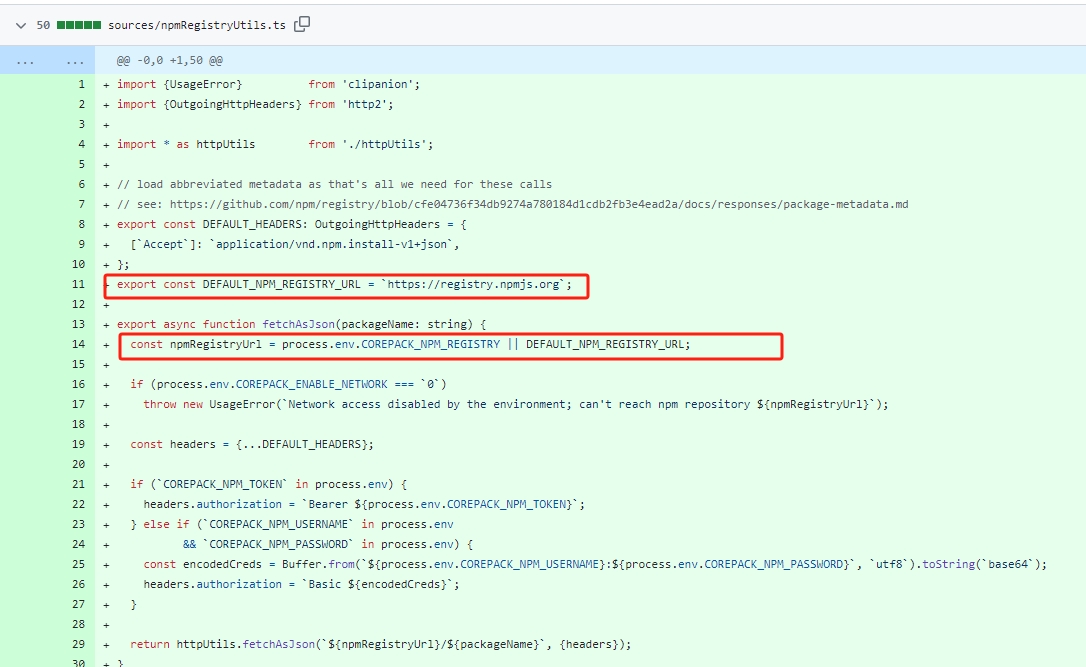 50 sources/npmRegistryUtils.ts
... ... @@ -0,0 +1,50 @@
1 + import {UsageError}          from 'clipanion';
2 + import {OutgoingHttpHeaders} from 'http2';
3 +
4 + import * as httpUtils        from './httpUtils';
5 +
6 + // load abbreviated metadata as that's all we need for these calls
7 + // see: https://github.com/npm/registry/blob/cfe04736f34db9274a780184d1cdb2fb3e4ead2a/docs/responses/package-metadata.md
8 + export const DEFAULT_HEADERS: OutgoingHttpHeaders = {
9 +   [`Accept`]: `application/vnd.npm.install-v1+json`,
10 + };
11 + export const DEFAULT_NPM_REGISTRY_URL = `https://registry.npmjs.org`;
12 +
13 + export async function fetchAsJson(packageName: string) {
14 +   const npmRegistryUrl = process.env.COREPACK_NPM_REGISTRY || DEFAULT_NPM_REGISTRY_URL;
15 +
16 +   if (process.env.COREPACK_ENABLE_NETWORK === `0`)
17 +     throw new UsageError(`Network access disabled by the environment; can't reach npm repository ${npmRegistryUrl}`);
18 +
19 +   const headers = {...DEFAULT_HEADERS};
20 +
21 +   if (`COREPACK_NPM_TOKEN` in process.env) {
22 +     headers.authorization = `Bearer ${process.env.COREPACK_NPM_TOKEN}`;
23 +   } else if (`COREPACK_NPM_USERNAME` in process.env
24 +           && `COREPACK_NPM_PASSWORD` in process.env) {
25 +     const encodedCreds = Buffer.from(`${process.env.COREPACK_NPM_USERNAME}:${process.env.COREPACK_NPM_PASSWORD}`, `utf8`).toString(`base64`);
26 +     headers.authorization = `Basic ${encodedCreds}`;
27 +   }
28 +
29 +   return httpUtils.fetchAsJson(`${npmRegistryUrl}/${packageName}`, {headers});
30 + }